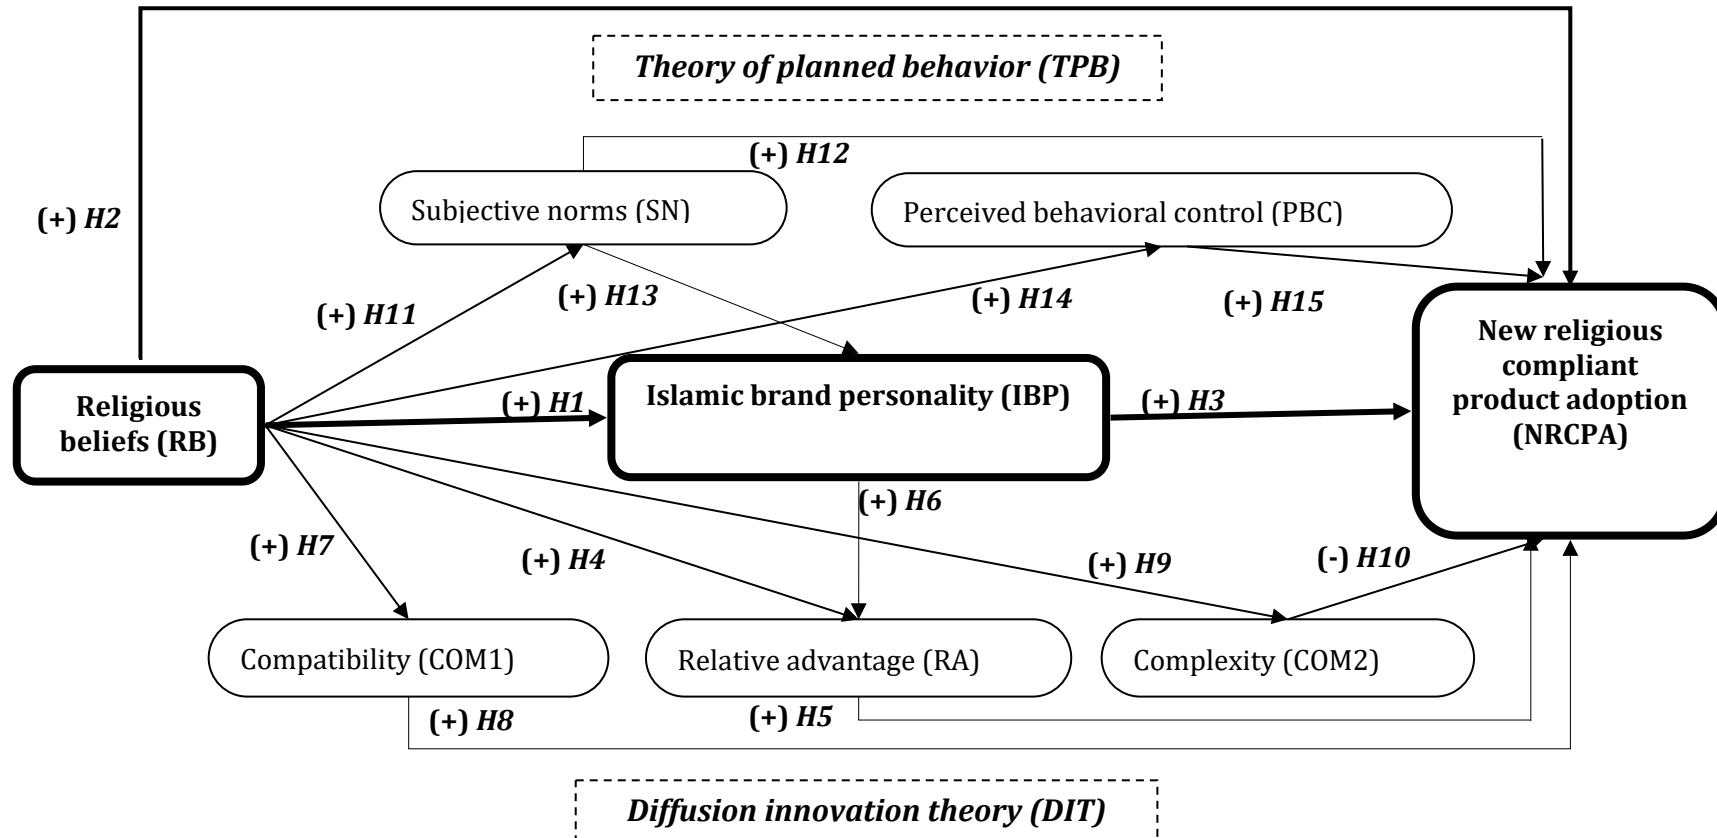 Theory of planned behavior (TPB)
(+) H12
(+) H2
Subjective norms (SN)
Perceived behavioral control (PBC)
(+) H13
(+) H14
(+) H15
(+) H11
New religious
compliant
product adoption
(NRCPA)
Religious
beliefs (RB)
(+) H1
Islamic brand personality (IBP)
(+) H3
(+) H6
(+) H7
(+) H4
(+) H9
(-) H10
Compatibility (COM1)
Relative advantage (RA)
Complexity (COM2)
(+) H8
(+) H5
Diffusion innovation theory (DIT)